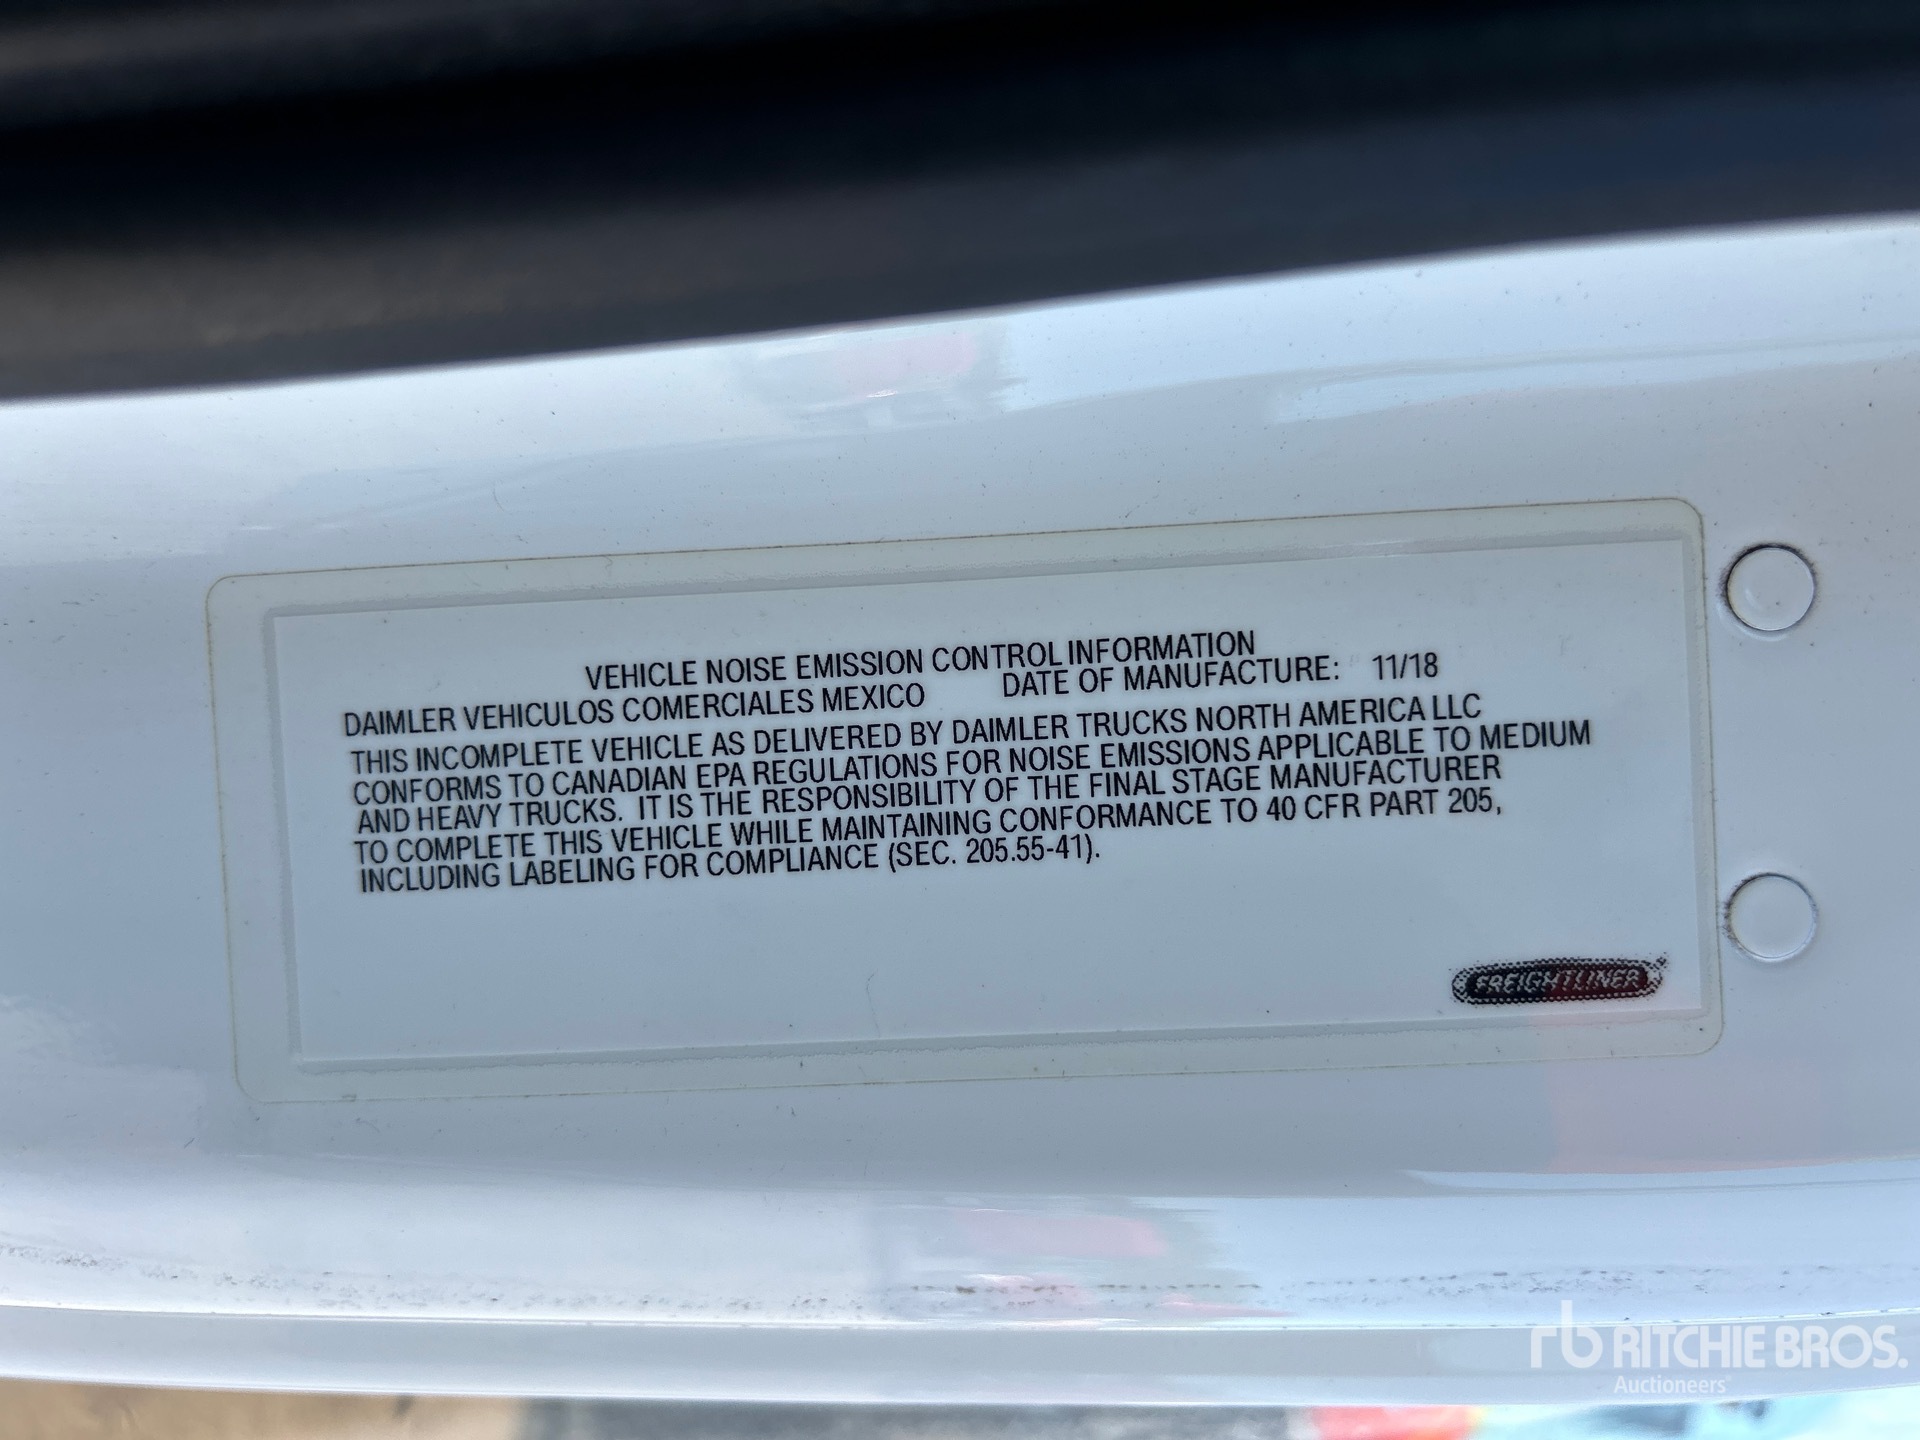 VEHICLE NOISE EMISSION CONTROL INFORMATION
DAIMLER VEHICULOS COMERCIALES MEXICO DATE OF MANUFACTURE: 11/18
THIS INCOMPLETE VEHICLE AS DELIVERED BY DAIMLER TRUCKS NORTH AMERICA LLC
CONFORMS TO CANADIAN EPA REGULATIONS FOR NOISE EMISSIONS APPLICABLE TO MEDIUM
AND HEAVY TRUCKS. IT IS THE RESPONSIBILITY OF THE FINAL STAGE MANUFACTURER
TO COMPLETE THIS VEHICLE WHILE MAINTAINING CONFORMANCE TO 40 CFR PART 205,
INCLUDING LABELING FOR COMPLIANCE (SEC. 205.55-41).
FREIGHTLINER
rb RITCHIE BROS.
Auctioneers